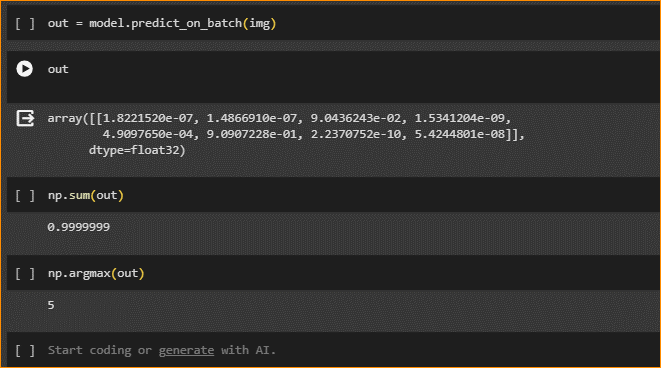 [ ] out = model.predict_on_batch(img)
out
array([[1.8221520e-07, 1.4866910e-07, 9.0436243e-02, 1.5341204e-09,
4.9097650e-04, 9.0907228e-01, 2.2370752e-10, 5.4244801e-08]],
dtype=float32)
[ ] np.sum(out)
0.9999999
[ ] np.argmax(out)
5
[ ] Start coding or generate with AI.